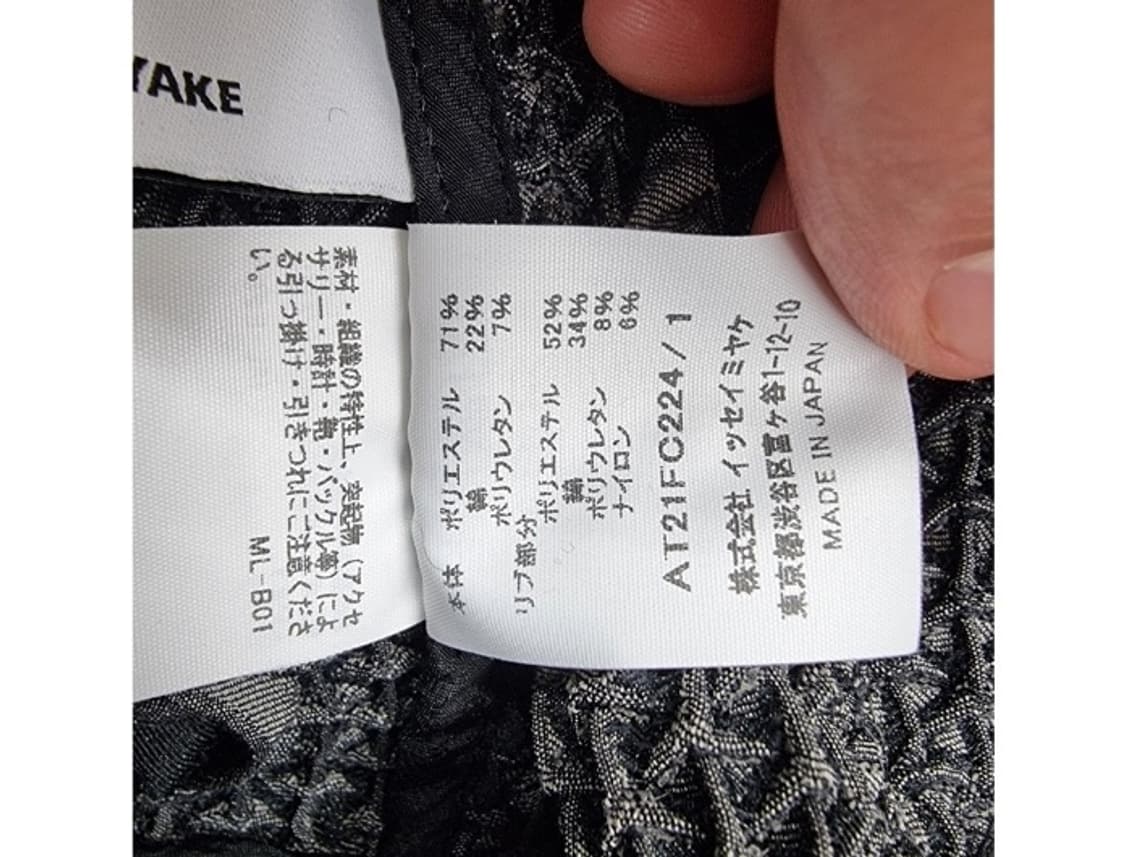 YAKE
素材・組織の特性上、突起物（アクセ
サリー・時計・鞄・バックル等）によ
る引っ掛け・引きつれにご注意くださ
い。
ML-B01
本体 ポリエステル 71%
綿 22%
ポリウレタン 7%
リブ部分
ポリエステル 52%
綿 34%
ポリウレタン 8%
ナイロン 6%
AT21FC224/1
株式会社 イッセイミヤケ
東京都渋谷区富ヶ谷1-12-10
MADE IN JAPAN